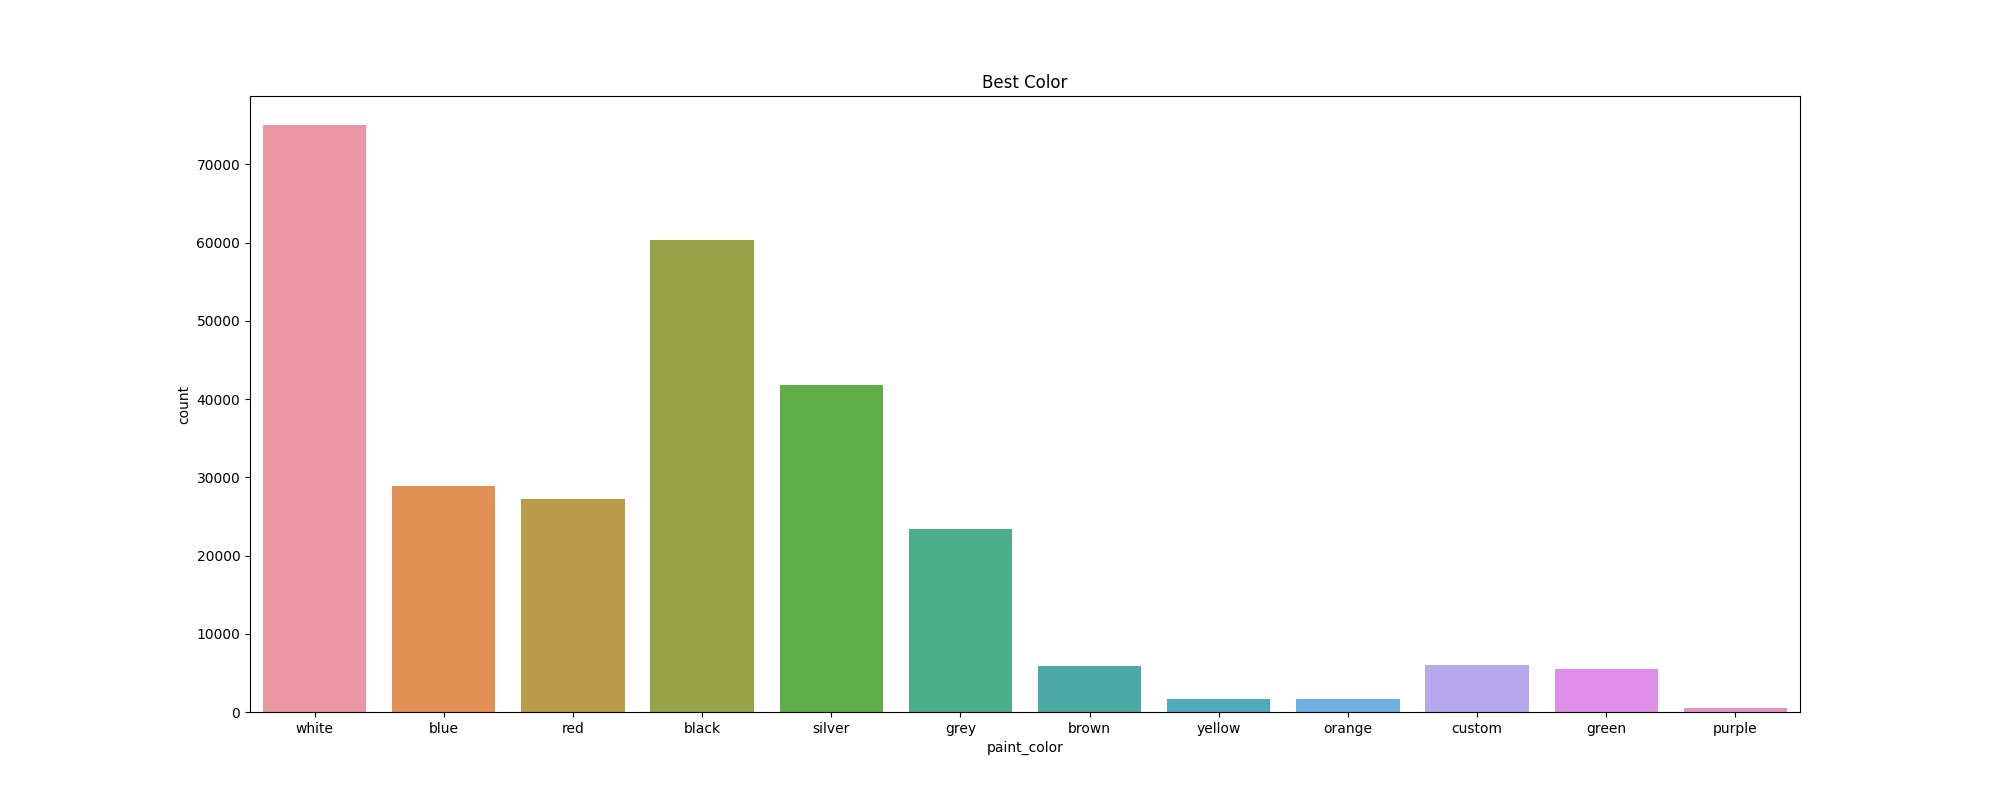 Best Color
70000
60000
50000
40000
30000
20000
10000
0
count
white blue red black silver grey brown yellow orange custom green purple
paint_color